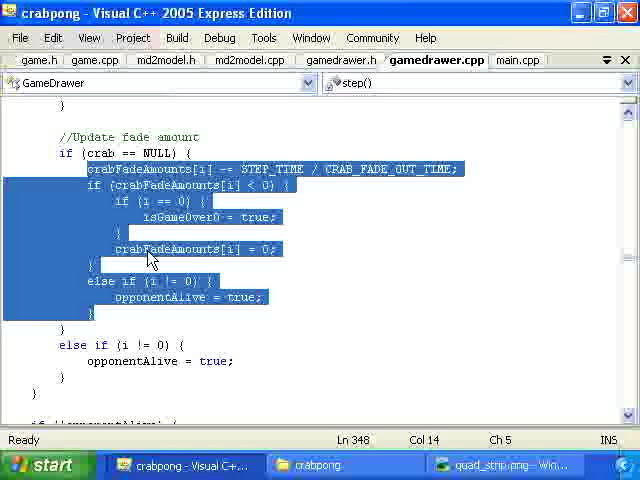 crabpong - Visual C++ 2005 Express Edition
File Edit View Project Build Debug Tools Window Community Help
game.h game.cpp md2model.h md2model.cpp gamedrawer.h gamedrawer.cpp main.cpp
GameDrawer step()
}
//Update fade amount
if (crab == NULL) {
crabFadeAmounts[i] -= STEP_TIME / CRAB_FADE_OUT_TIME;
if (crabFadeAmounts[i] < 0) {
if (i == 0) {
isGameOver0 = true;
}
crabFadeAmounts[i] = 0;
}
else if (i != 0) {
opponentAlive = true;
}
}
else if (i != 0) {
opponentAlive = true;
}
}
if (!opponentAlive) {
Ready Ln 348 Col 14 Ch 5 INS
start crabpong - Visual C+... crabpong quad_strip.png - Win...